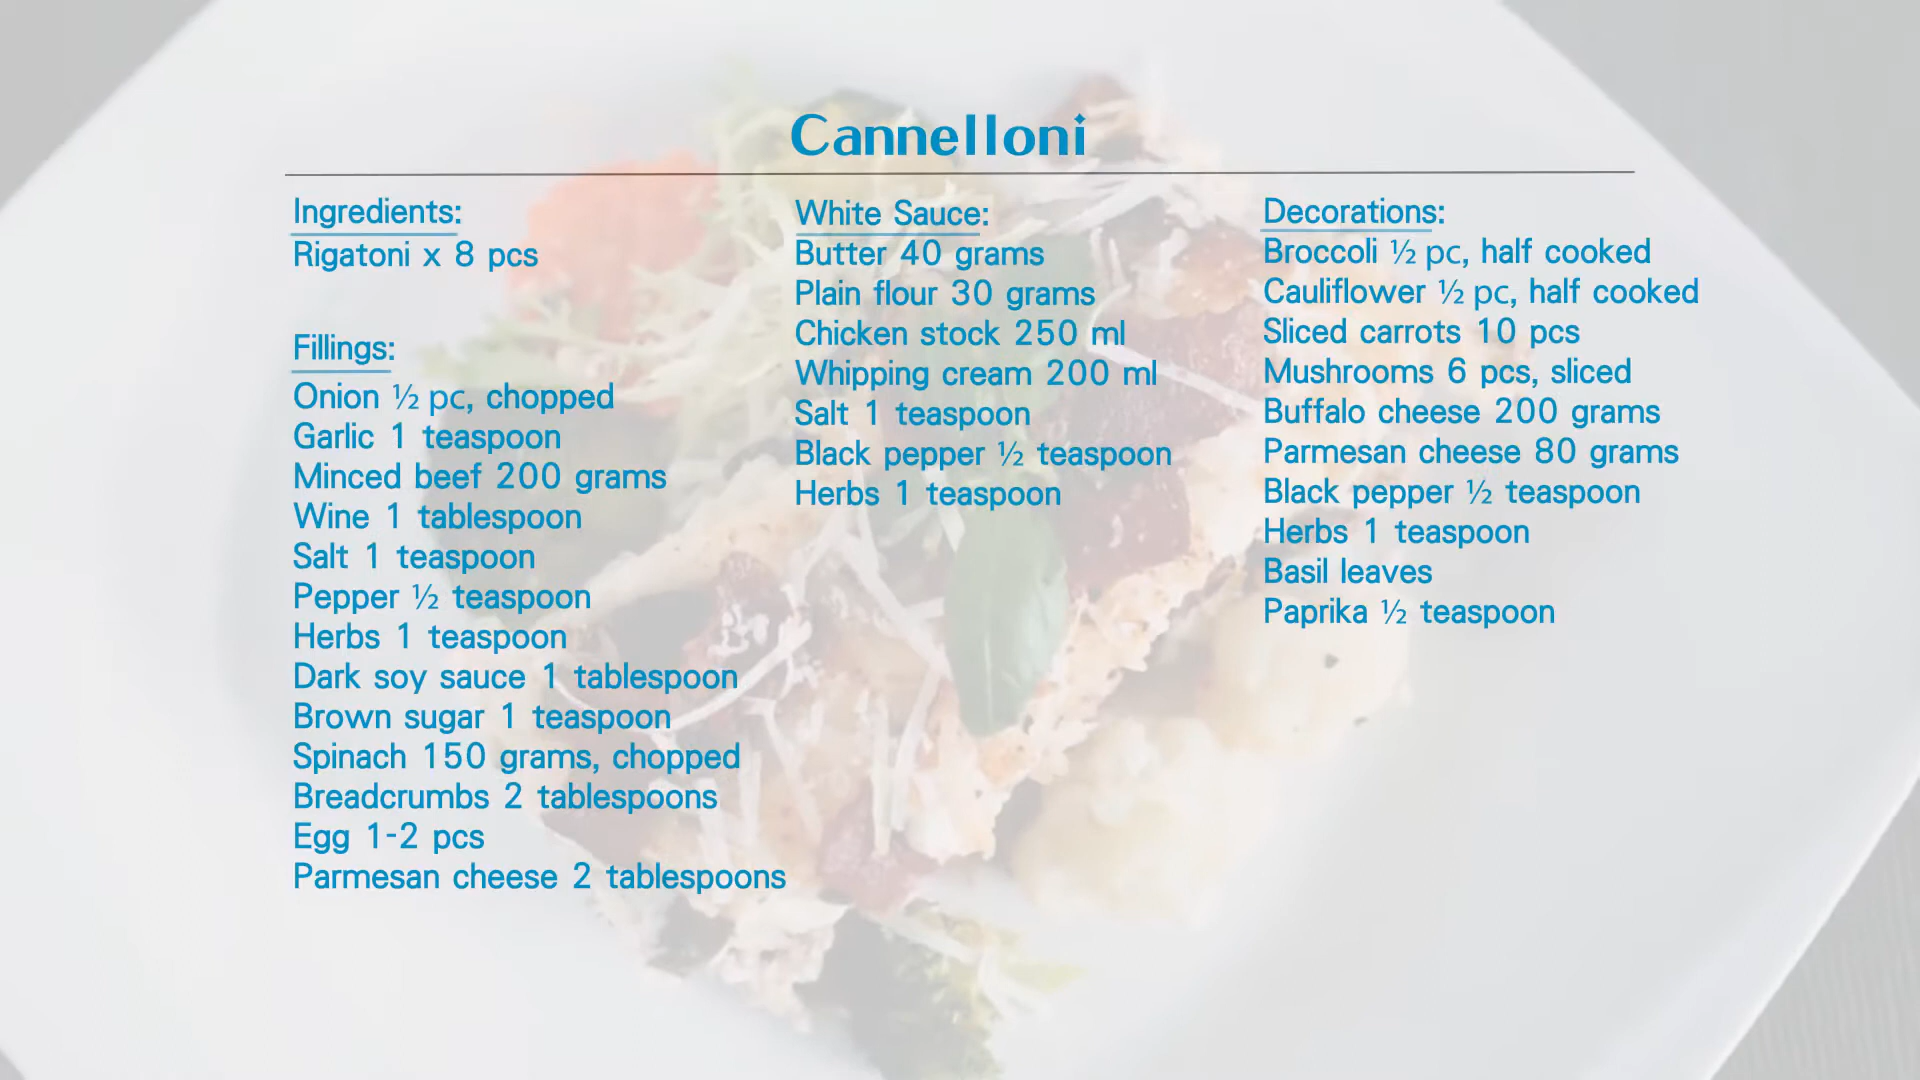 Cannelloni
Ingredients:
Rigatoni x 8 pcs
Fillings:
Onion ½ pc, chopped
Garlic 1 teaspoon
Minced beef 200 grams
Wine 1 tablespoon
Salt 1 teaspoon
Pepper ½ teaspoon
Herbs 1 teaspoon
Dark soy sauce 1 tablespoon
Brown sugar 1 teaspoon
Spinach 150 grams, chopped
Breadcrumbs 2 tablespoons
Egg 1-2 pcs
Parmesan cheese 2 tablespoons
White Sauce:
Butter 40 grams
Plain flour 30 grams
Chicken stock 250 ml
Whipping cream 200 ml
Salt 1 teaspoon
Black pepper ½ teaspoon
Herbs 1 teaspoon
Decorations:
Broccoli ½ pc, half cooked
Cauliflower ½ pc, half cooked
Sliced carrots 10 pcs
Mushrooms 6 pcs, sliced
Buffalo cheese 200 grams
Parmesan cheese 80 grams
Black pepper ½ teaspoon
Herbs 1 teaspoon
Basil leaves
Paprika ½ teaspoon